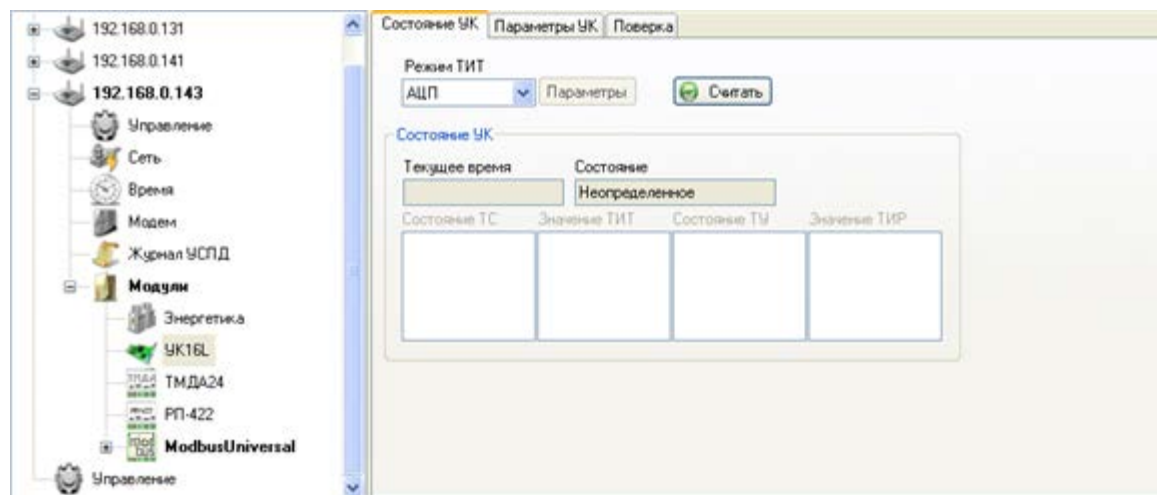 192.168.0.131
192.168.0.141
192.168.0.143
Управление
Сеть
Время
Модем
Журнал УСПД
Модули
Энергетика
УК16L
ТМДА24
РП-422
ModbusUniversal
Управление
Состояние УК
Параметры УК
Поверка
Режим ТИТ
АЦП
Параметры
Считать
Состояние УК
Текущее время
Состояние
Неопределенное
Состояние ТС
Значение ТИТ
Состояние ТУ
Значение ТИР